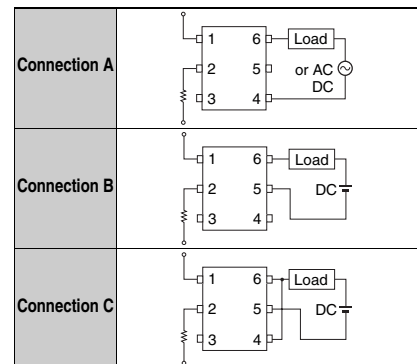 Connection A
1 6 Load
2 5 or AC
DC
3 4
Connection B
1 6 Load
2 5 DC
3 4
Connection C
1 6 Load
2 5 DC
3 4